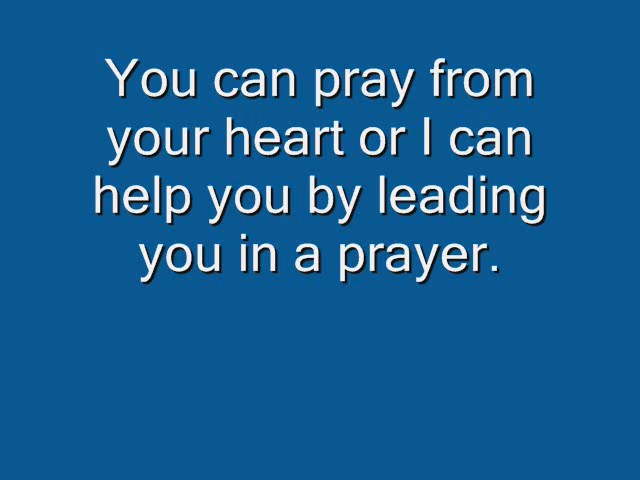 You can pray from
your heart or I can
help you by leading
you in a prayer.